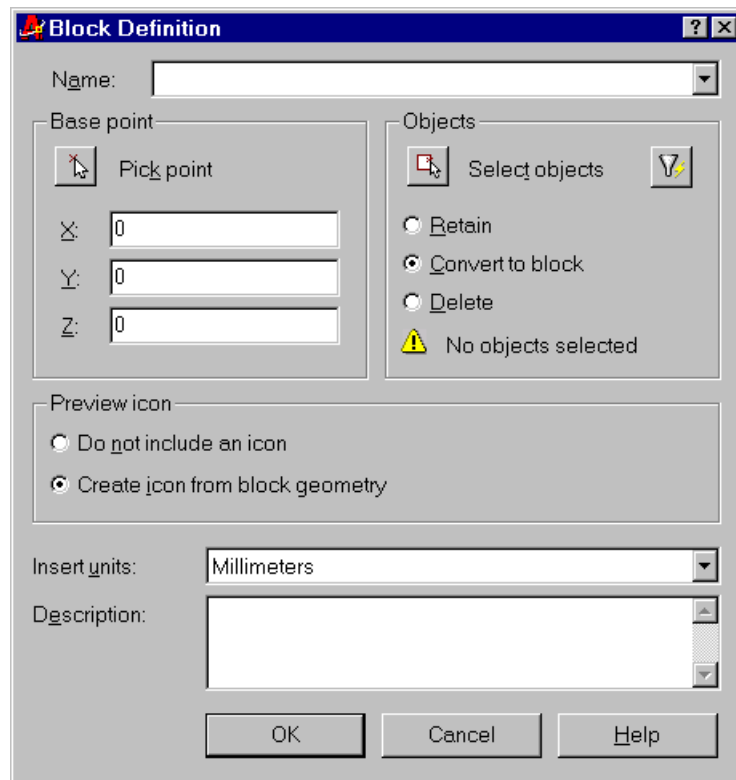 Block Definition
Name:
Base point
Pick point
X: 0
Y: 0
Z: 0
Objects
Select objects
Retain
Convert to block
Delete
No objects selected
Preview icon
Do not include an icon
Create icon from block geometry
Insert units: Millimeters
Description:
OK Cancel Help